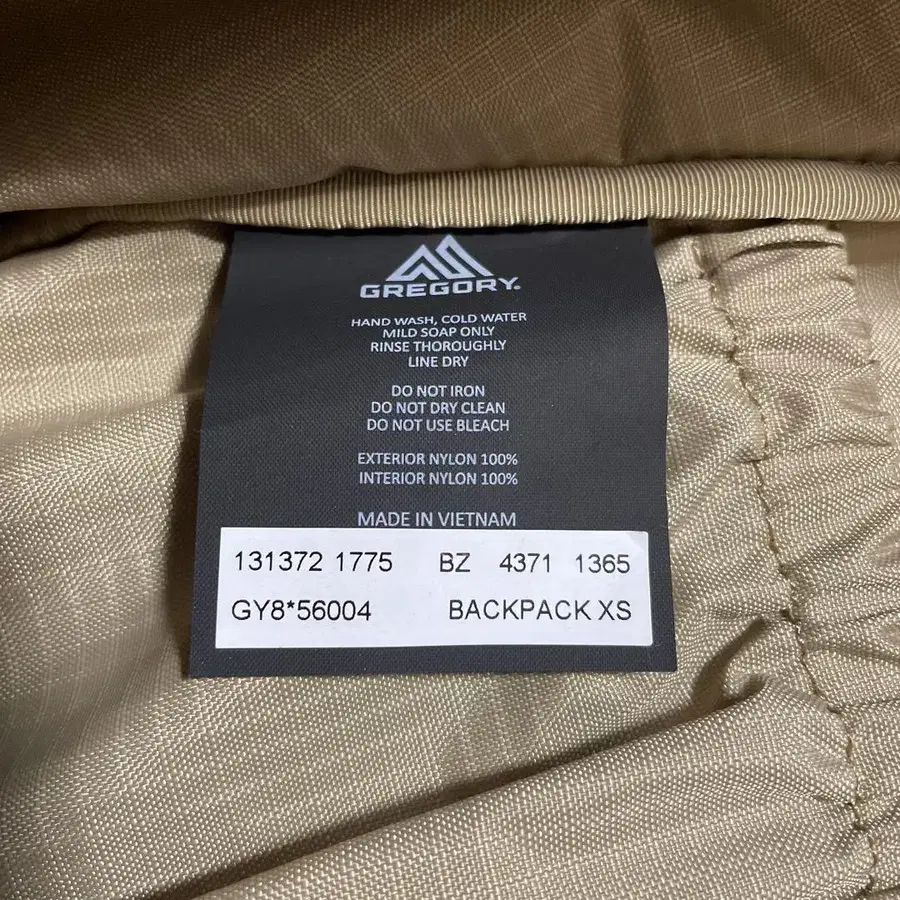 GREGORY.
HAND WASH, COLD WATER
MILD SOAP ONLY
RINSE THOROUGHLY
LINE DRY
DO NOT IRON
DO NOT DRY CLEAN
DO NOT USE BLEACH
EXTERIOR NYLON 100%
INTERIOR NYLON 100%
MADE IN VIETNAM
131372 1775 BZ 4371 1365
GY8*56004 BACKPACK XS